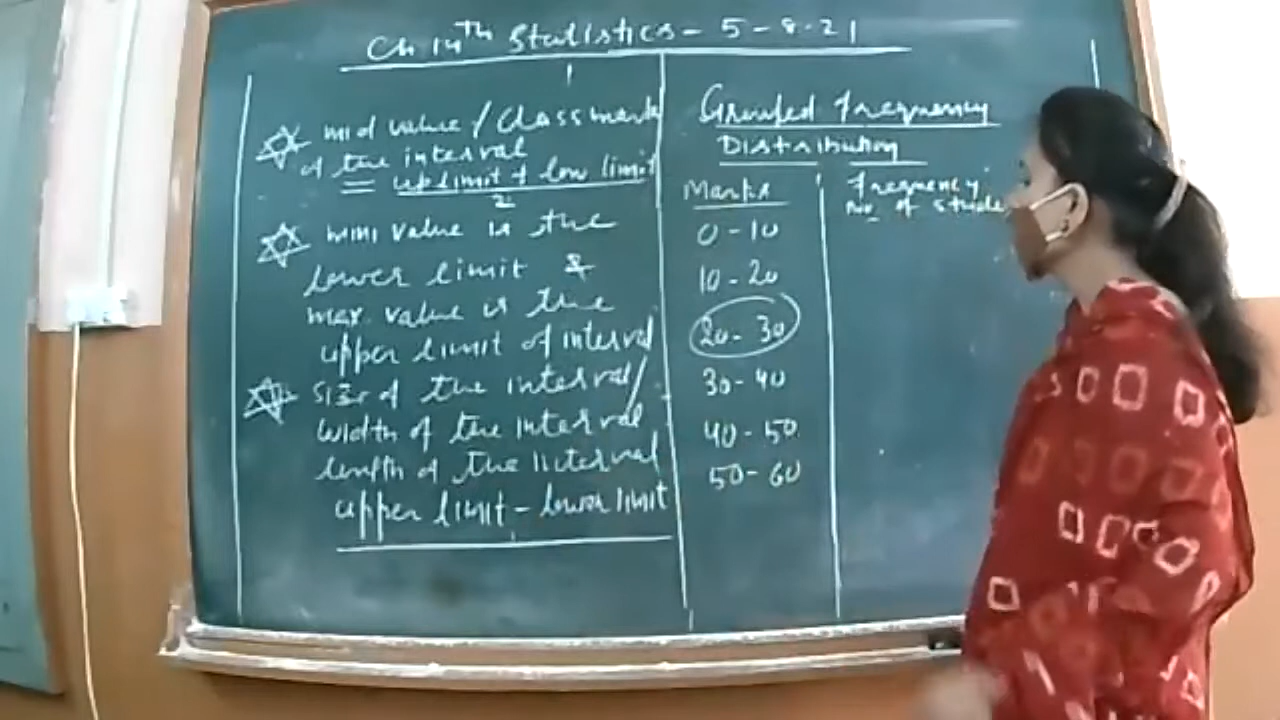 Ch 14th Statistics - 5-8-21
mid value / Class mark
of the interval
= up limit + low limit
2
mini value is the
lower limit &
max. value is the
upper limit of interval
Size of the interval /
width of the interval
length of the interval
upper limit - lower limit
Grouped Frequency
Distribution
Marks
0-10
10-20
20-30
30-40
40-50
50-60
Frequency
No. of stude